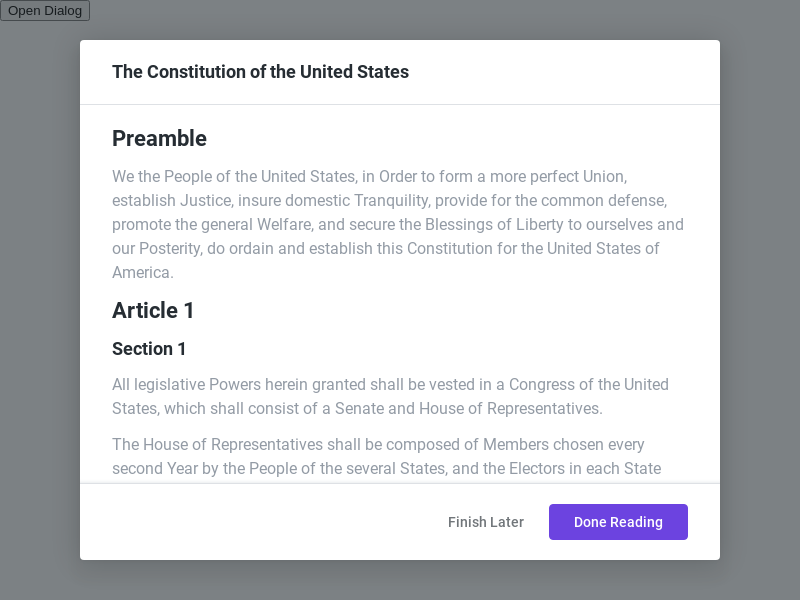 Open Dialog
The Constitution of the United States
Preamble
We the People of the United States, in Order to form a more perfect Union,
establish Justice, insure domestic Tranquility, provide for the common defense,
promote the general Welfare, and secure the Blessings of Liberty to ourselves and
our Posterity, do ordain and establish this Constitution for the United States of
America.
Article 1
Section 1
All legislative Powers herein granted shall be vested in a Congress of the United
States, which shall consist of a Senate and House of Representatives.
The House of Representatives shall be composed of Members chosen every
second Year by the People of the several States, and the Electors in each State
Finish Later
Done Reading